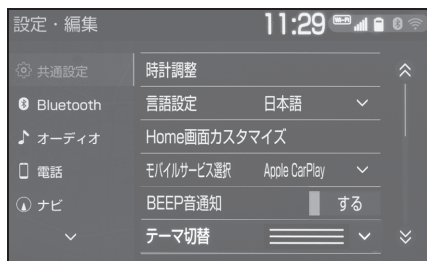 設定・編集 11:29 Wi-Fi
共通設定
Bluetooth
オーディオ
電話
ナビ
時計調整
言語設定 日本語
Home画面カスタマイズ
モバイルサービス選択 Apple CarPlay
BEEP音通知 する
テーマ切替